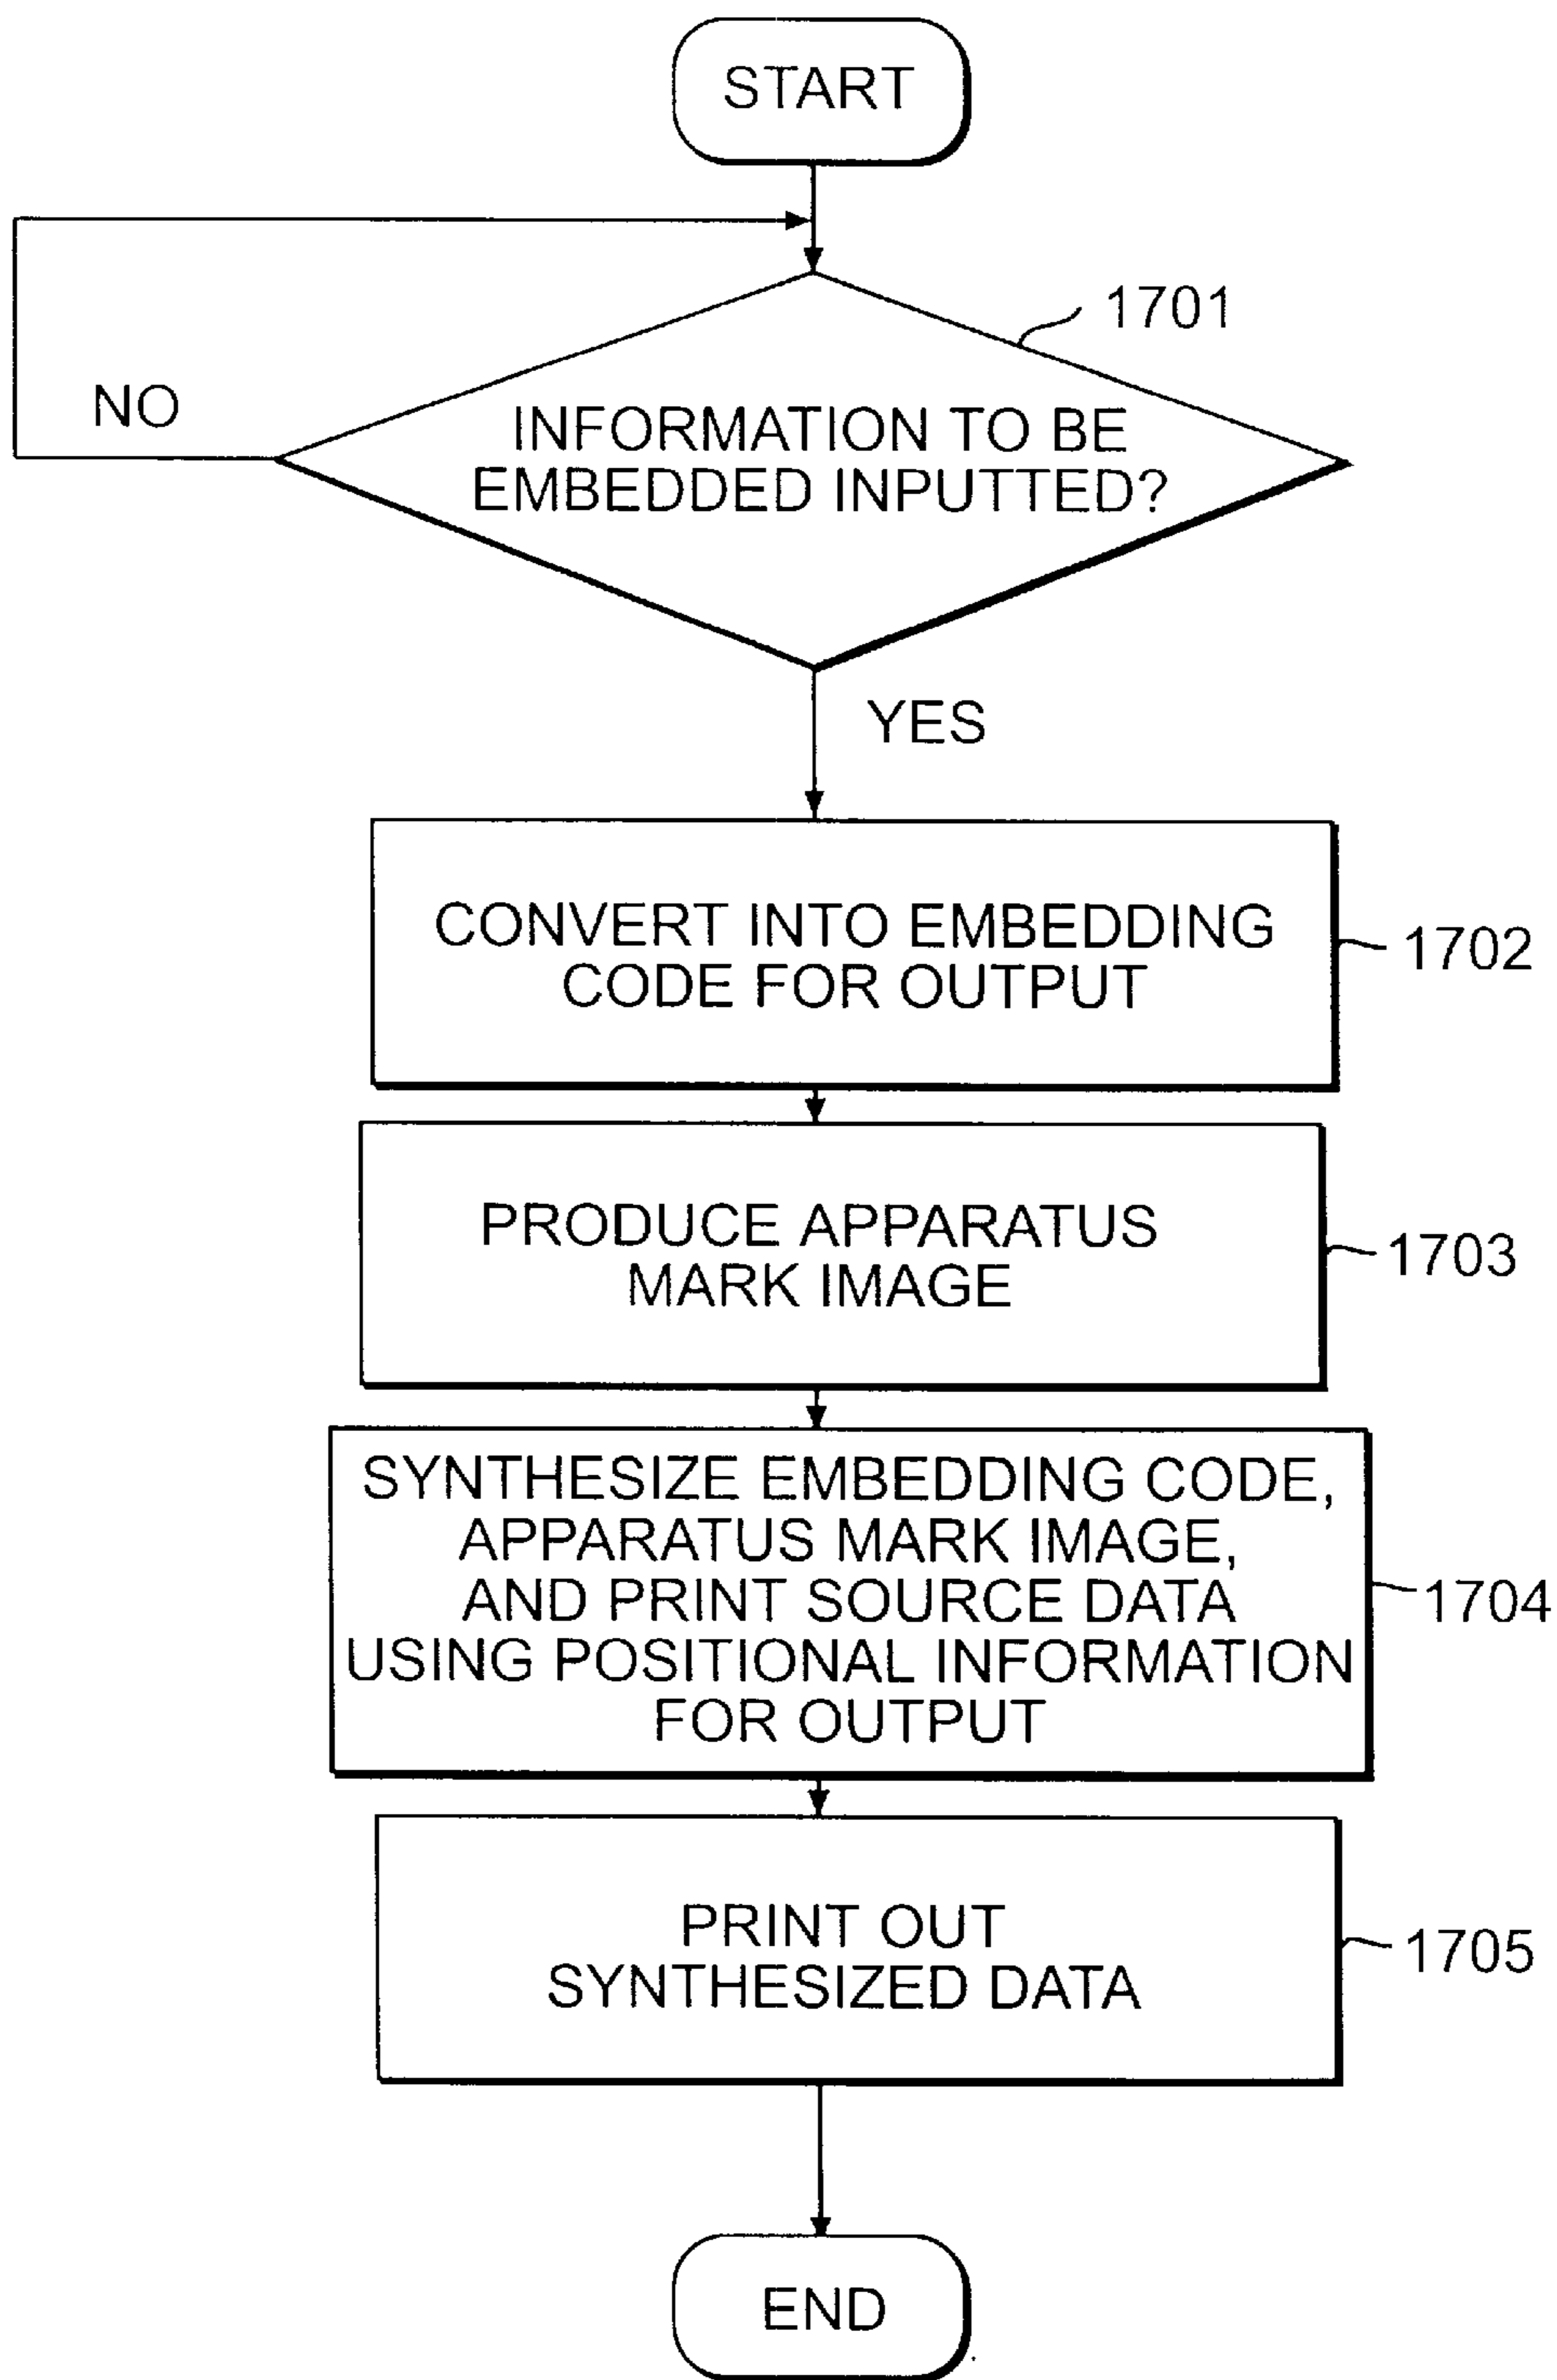 START
1701
NO
INFORMATION TO BE
EMBEDDED INPUTTED?
YES
CONVERT INTO EMBEDDING
CODE FOR OUTPUT
1702
PRODUCE APPARATUS
MARK IMAGE
1703
SYNTHESIZE EMBEDDING CODE,
APPARATUS MARK IMAGE,
AND PRINT SOURCE DATA
USING POSITIONAL INFORMATION
FOR OUTPUT
1704
PRINT OUT
SYNTHESIZED DATA
1705
END